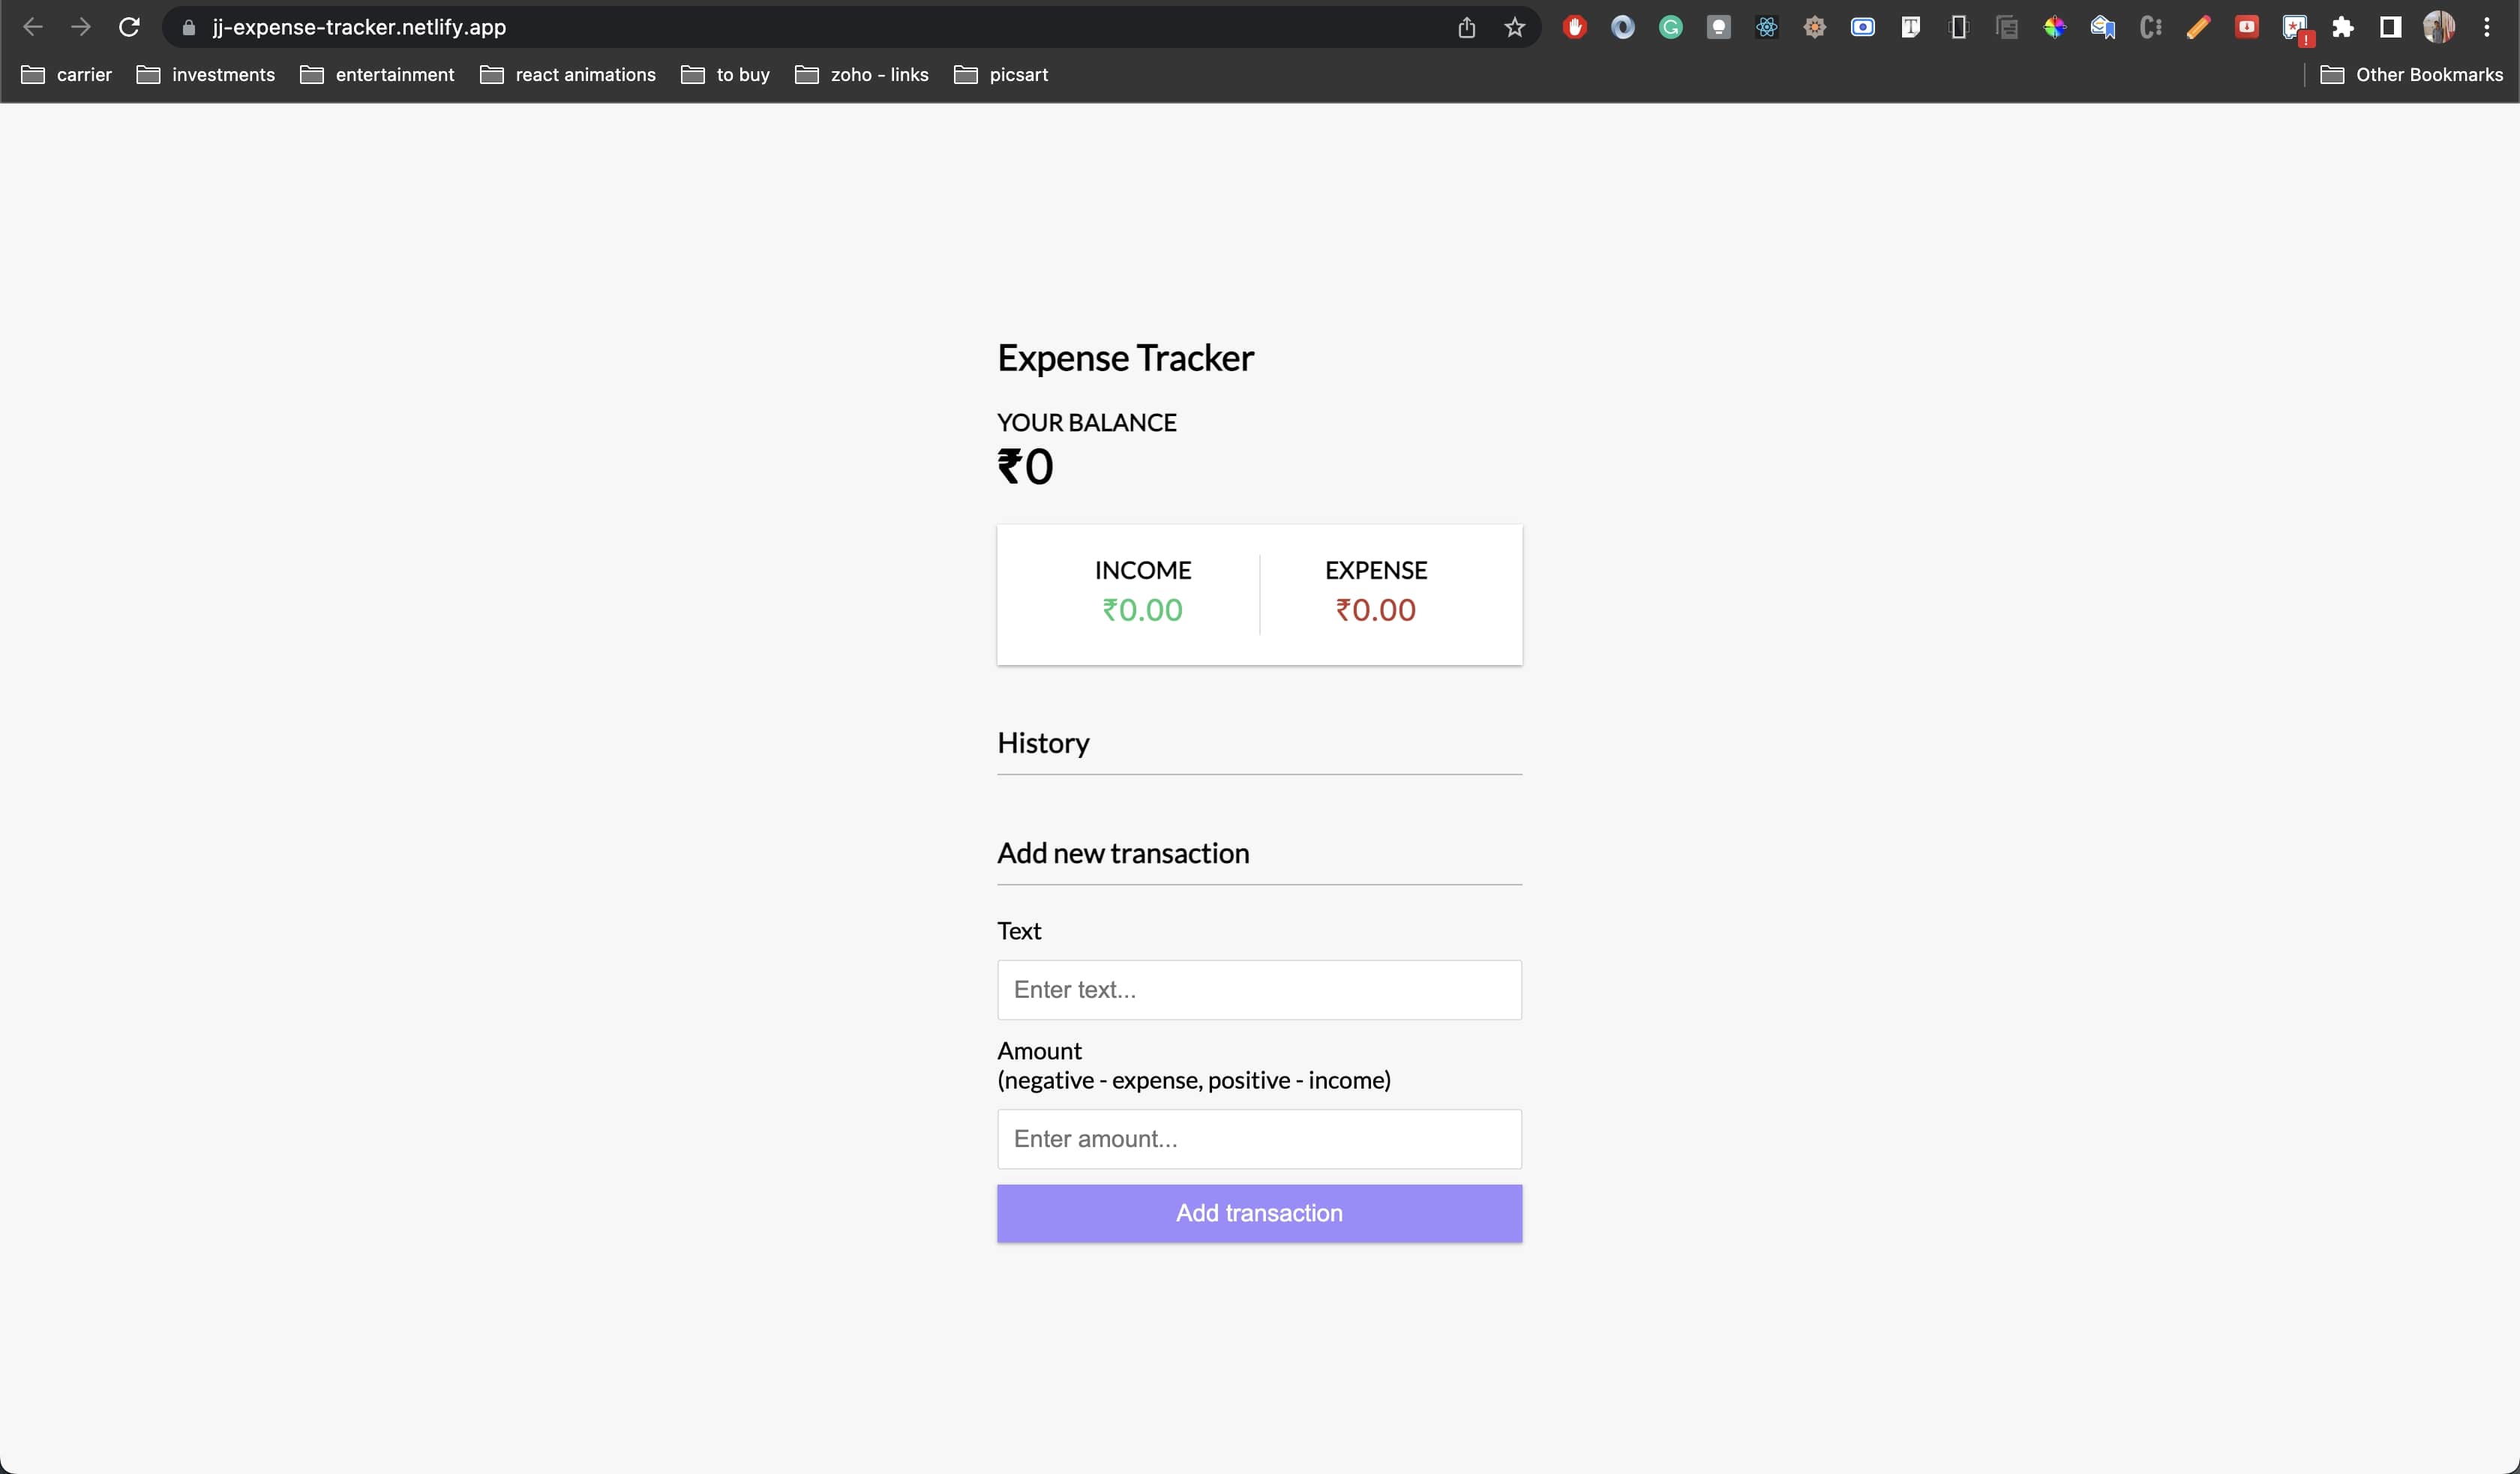 jj-expense-tracker.netlify.app
carrier investments entertainment react animations to buy zoho - links picsart Other Bookmarks
Expense Tracker
YOUR BALANCE
₹0
INCOME EXPENSE
₹0.00 ₹0.00
History
Add new transaction
Text
Enter text...
Amount
(negative - expense, positive - income)
Enter amount...
Add transaction